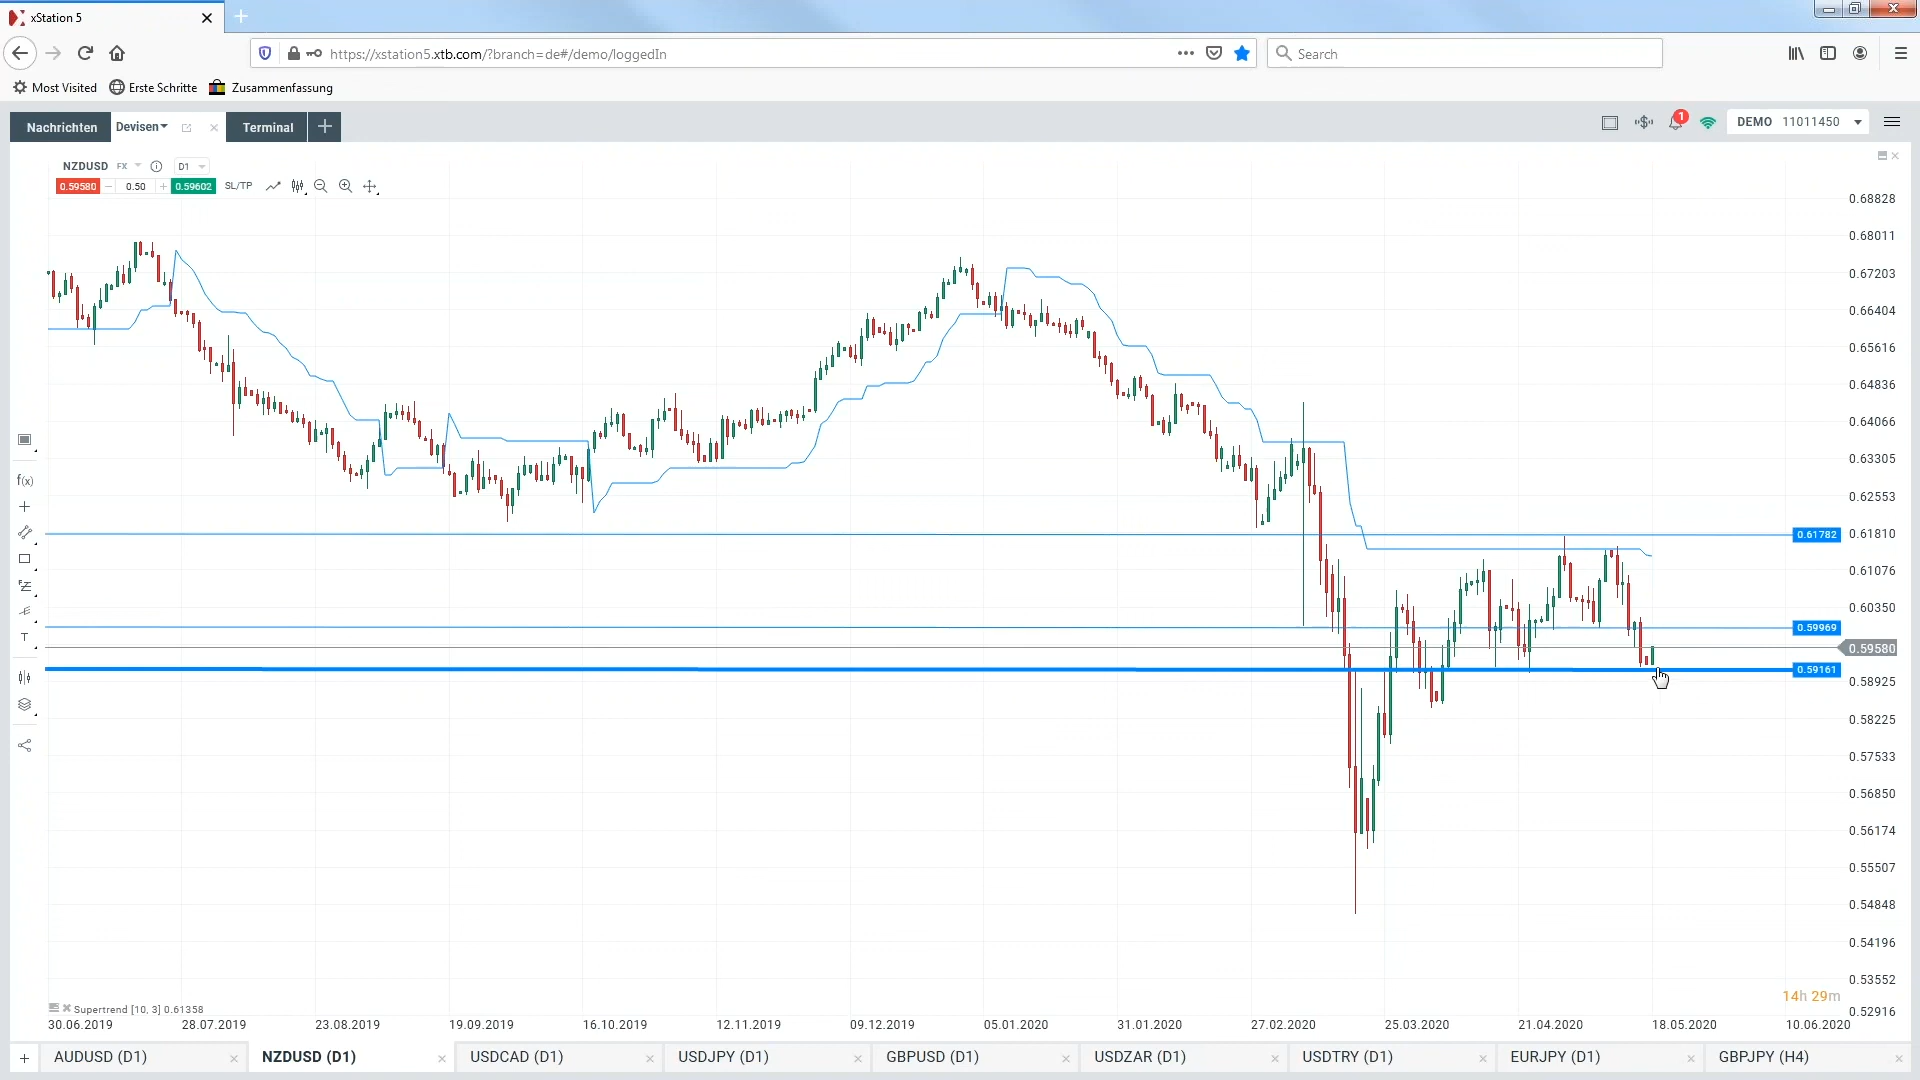 xStation 5
https://xstation5.xtb.com/?branch=de#/demo/loggedIn
Search
Most Visited Erste Schritte Zusammenfassung
Nachrichten Devisen Terminal
1 DEMO 11011450
NZDUSD FX D1
0.59580 0.50 0.59602 SL/TP
0.68828
0.68011
0.67203
0.66404
0.65616
0.64836
0.64066
0.63305
0.62553
0.61782 0.61810
0.61076
0.60350
0.59969
0.59580
0.59161
0.58925
0.58225
0.57533
0.56850
0.56174
0.55507
0.54848
0.54196
0.53552
0.52916
f(x)
T
14h 29m
Supertrend [10, 3] 0.61358
30.06.2019 28.07.2019 23.08.2019 19.09.2019 16.10.2019 12.11.2019 09.12.2019 05.01.2020 31.01.2020 27.02.2020 25.03.2020 21.04.2020 18.05.2020 10.06.2020
AUDUSD (D1) NZDUSD (D1) USDCAD (D1) USDJPY (D1) GBPUSD (D1) USDZAR (D1) USDTRY (D1) EURJPY (D1) GBPJPY (H4)